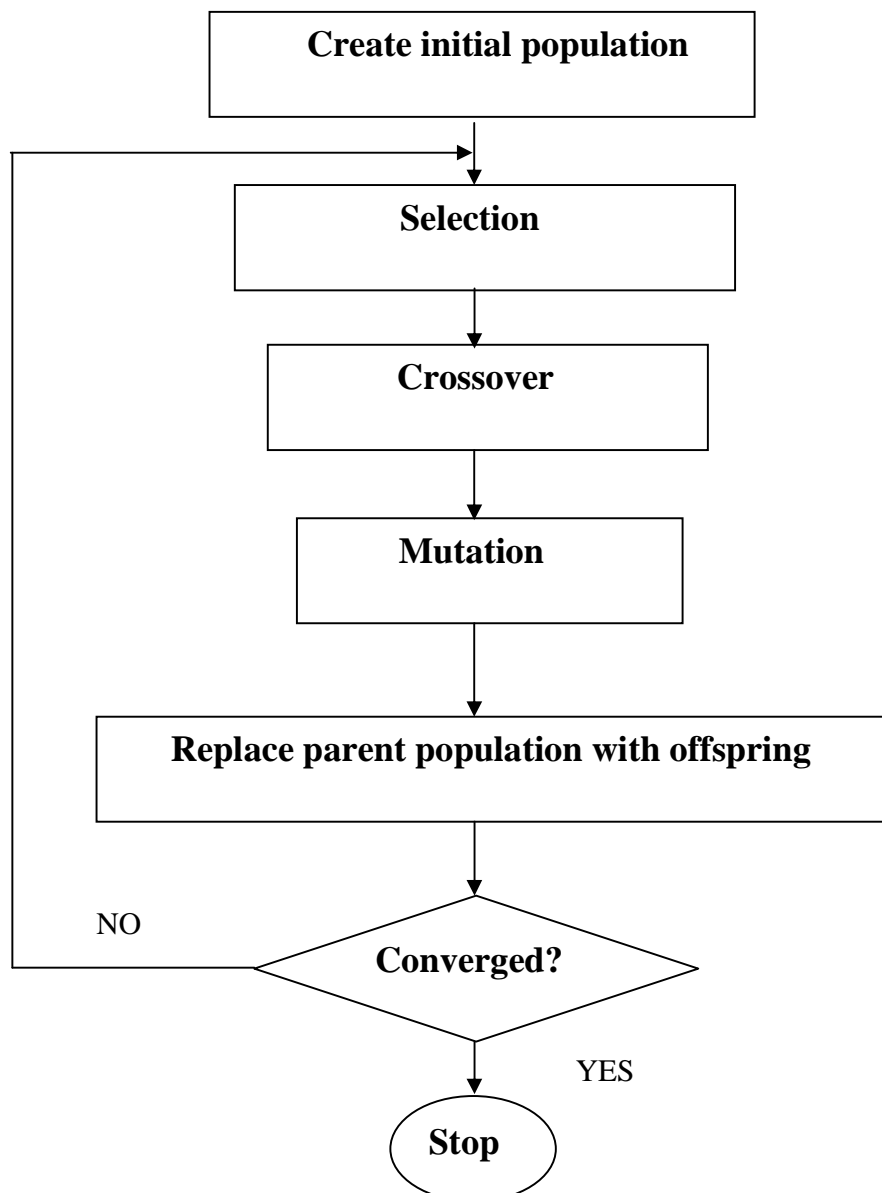 Create initial population
Selection
Crossover
Mutation
Replace parent population with offspring
NO
Converged?
YES
Stop